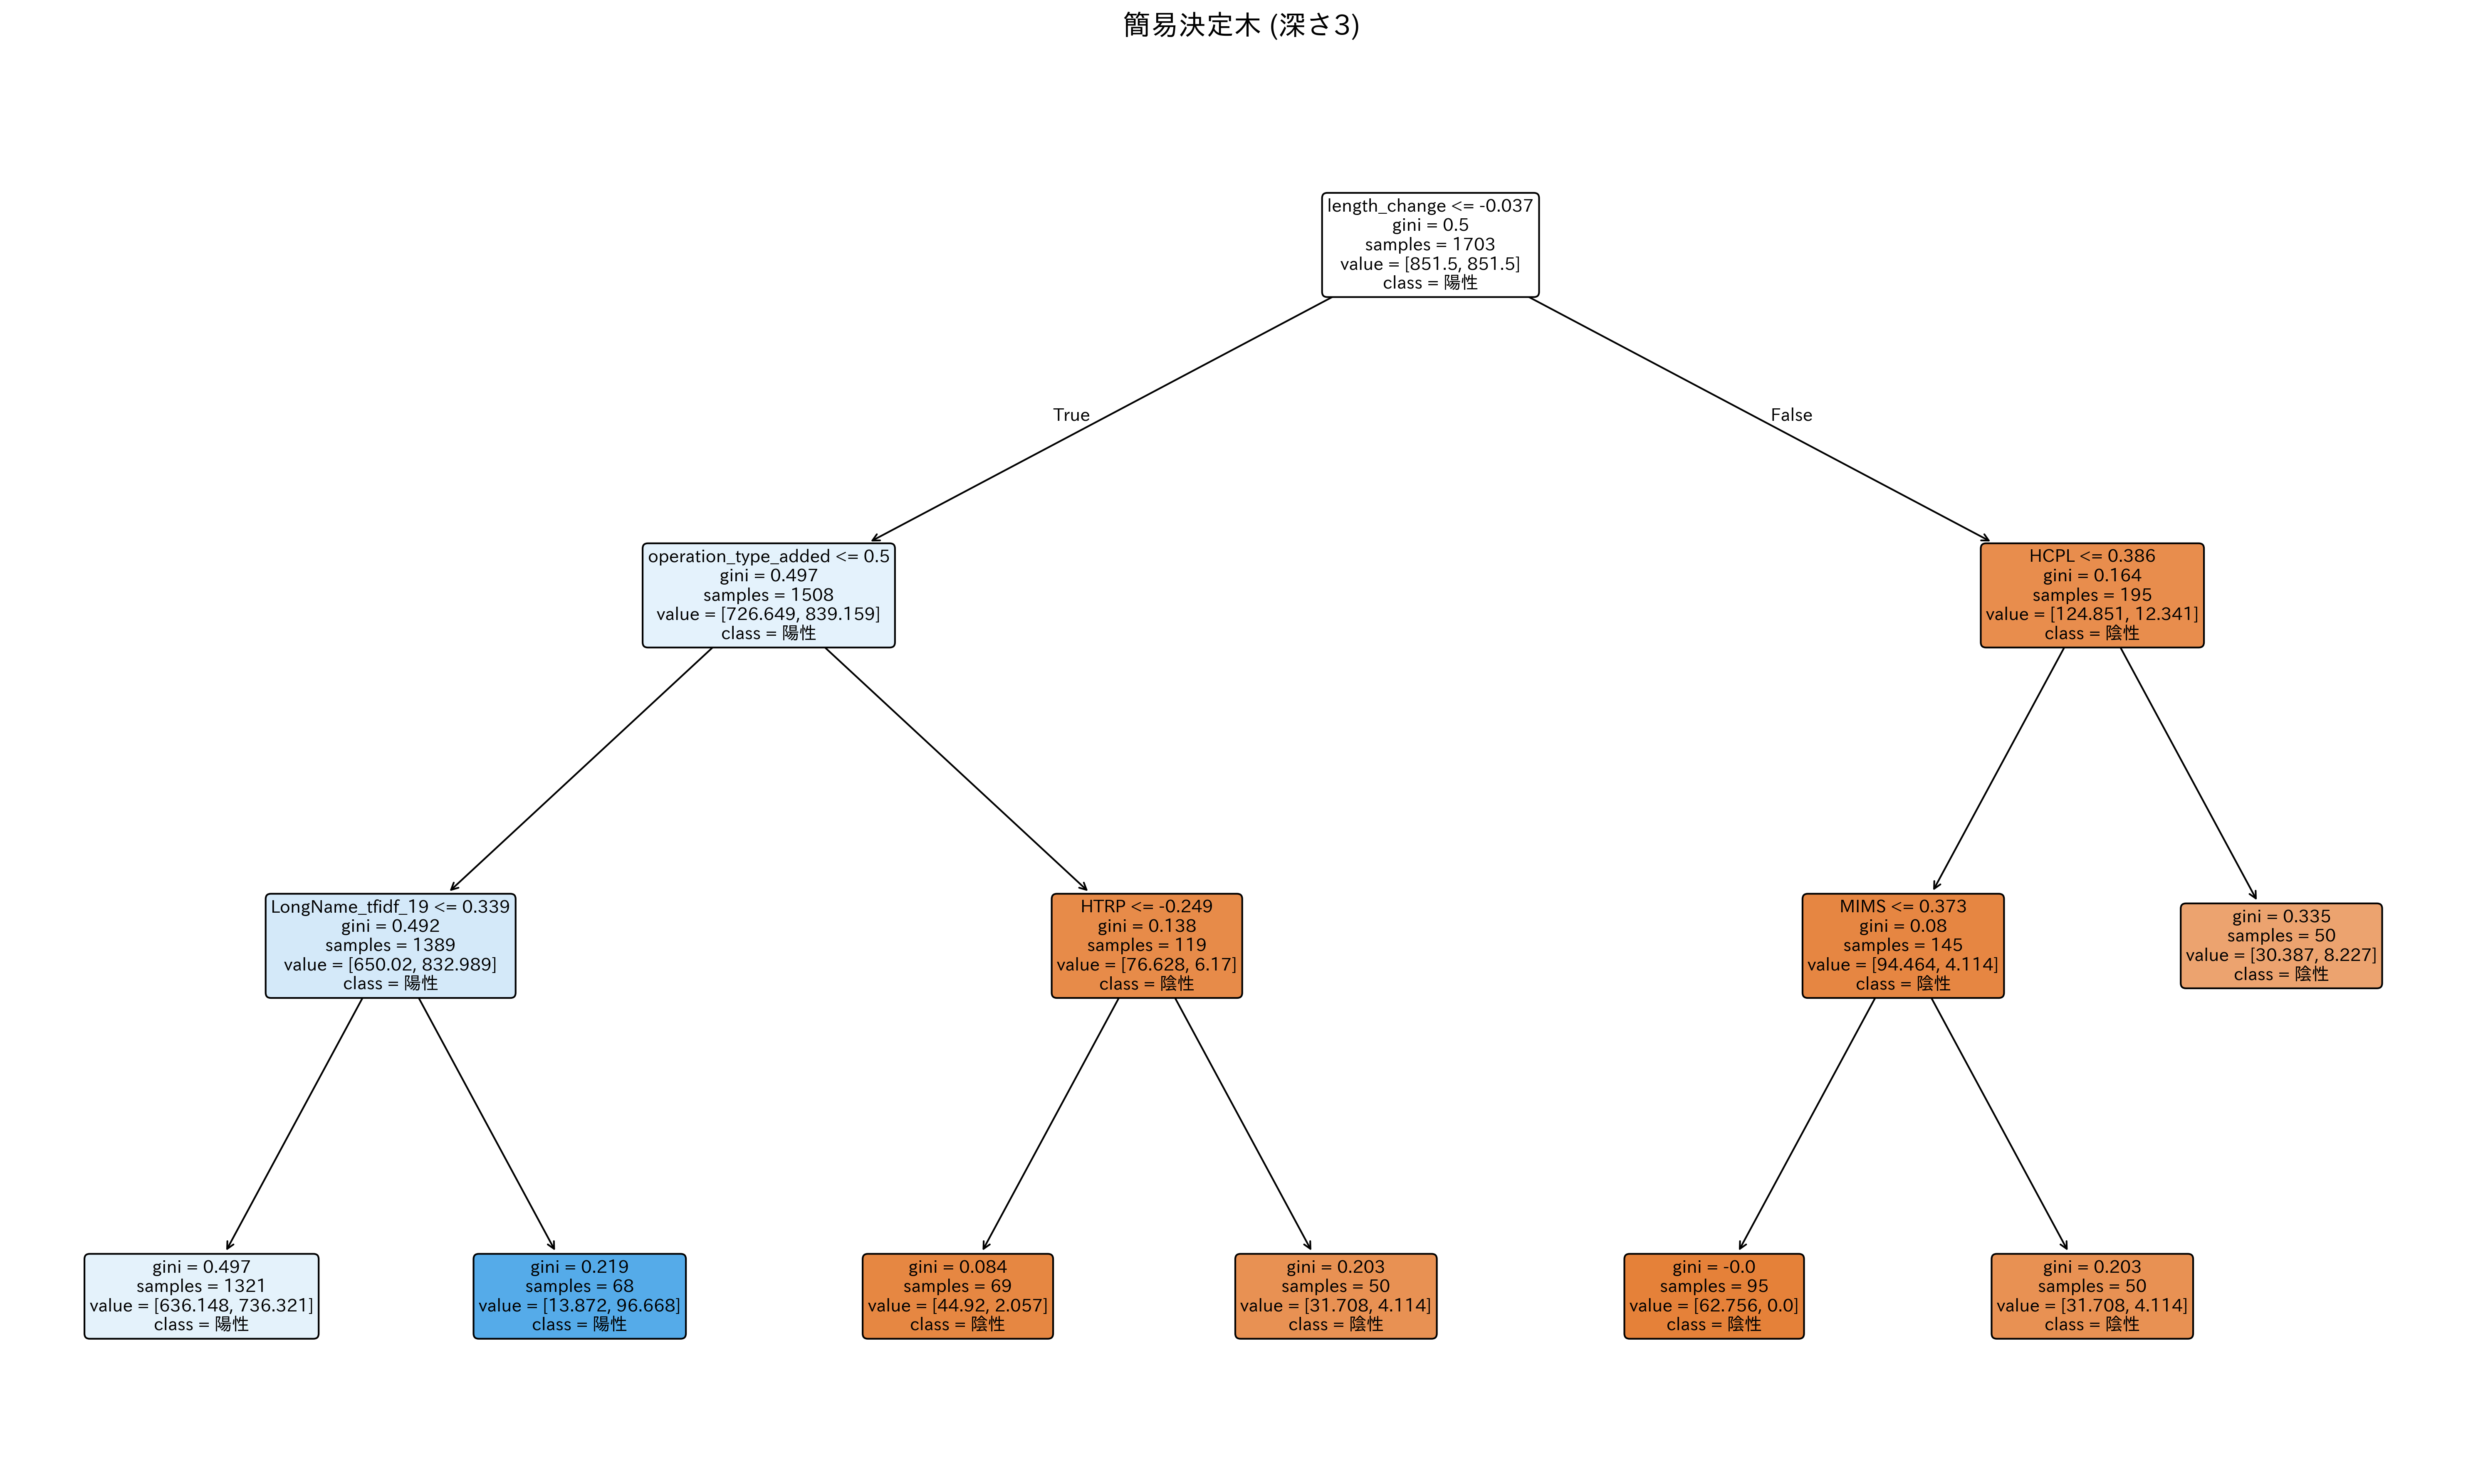 簡易決定木 (深さ3)
length_change <= -0.037
gini = 0.5
samples = 1703
value = [851.5, 851.5]
class = 陽性
True
False
operation_type_added <= 0.5
gini = 0.497
samples = 1508
value = [726.649, 839.159]
class = 陽性
HCPL <= 0.386
gini = 0.164
samples = 195
value = [124.851, 12.341]
class = 陰性
LongName_tfidf_19 <= 0.339
gini = 0.492
samples = 1389
value = [650.02, 832.989]
class = 陽性
HTRP <= -0.249
gini = 0.138
samples = 119
value = [76.628, 6.17]
class = 陰性
MIMS <= 0.373
gini = 0.08
samples = 145
value = [94.464, 4.114]
class = 陰性
gini = 0.335
samples = 50
value = [30.387, 8.227]
class = 陰性
gini = 0.497
samples = 1321
value = [636.148, 736.321]
class = 陽性
gini = 0.219
samples = 68
value = [13.872, 96.668]
class = 陽性
gini = 0.084
samples = 69
value = [44.92, 2.057]
class = 陰性
gini = 0.203
samples = 50
value = [31.708, 4.114]
class = 陰性
gini = -0.0
samples = 95
value = [62.756, 0.0]
class = 陰性
gini = 0.203
samples = 50
value = [31.708, 4.114]
class = 陰性